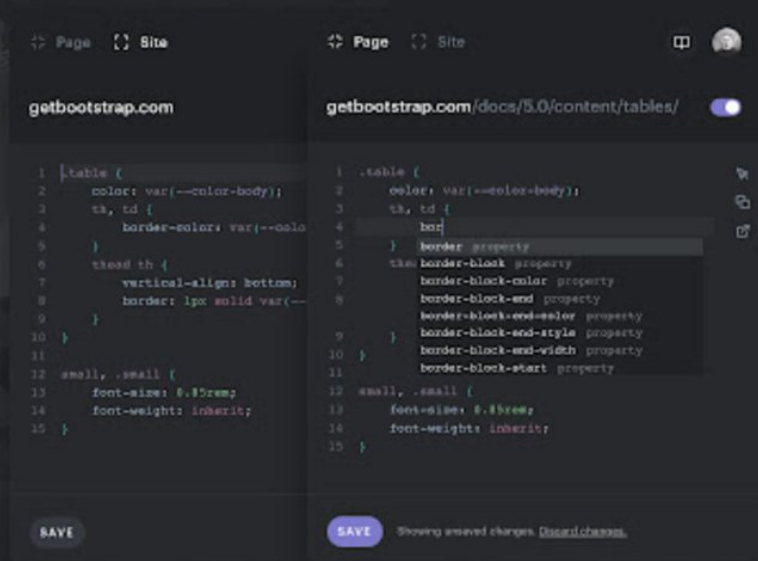 Page Site
getbootstrap.com
1 .table {
2 color: var(--color-body);
3 th, td {
4 border-color: var(--colo
5 }
6 thead th {
7 vertical-align: bottom;
8 border: 1px solid var(--
9 }
10 }
11
12 small, .small {
13 font-size: 0.85rem;
14 font-weight: inherit;
15 }
SAVE
Page Site
getbootstrap.com/docs/5.0/content/tables/
1 .table {
2 color: var(--color-body);
3 th, td {
4 bor
5 }
border property
6 thea
border-block property
7 border-block-color property
8 border-block-end property
border-block-end-color property
9 }
border-block-end-style property
10 }
border-block-end-width property
11 border-block-start property
12 small, .small {
13 font-size: 0.85rem;
14 font-weight: inherit;
15 }
SAVE Showing unsaved changes. Discard changes.